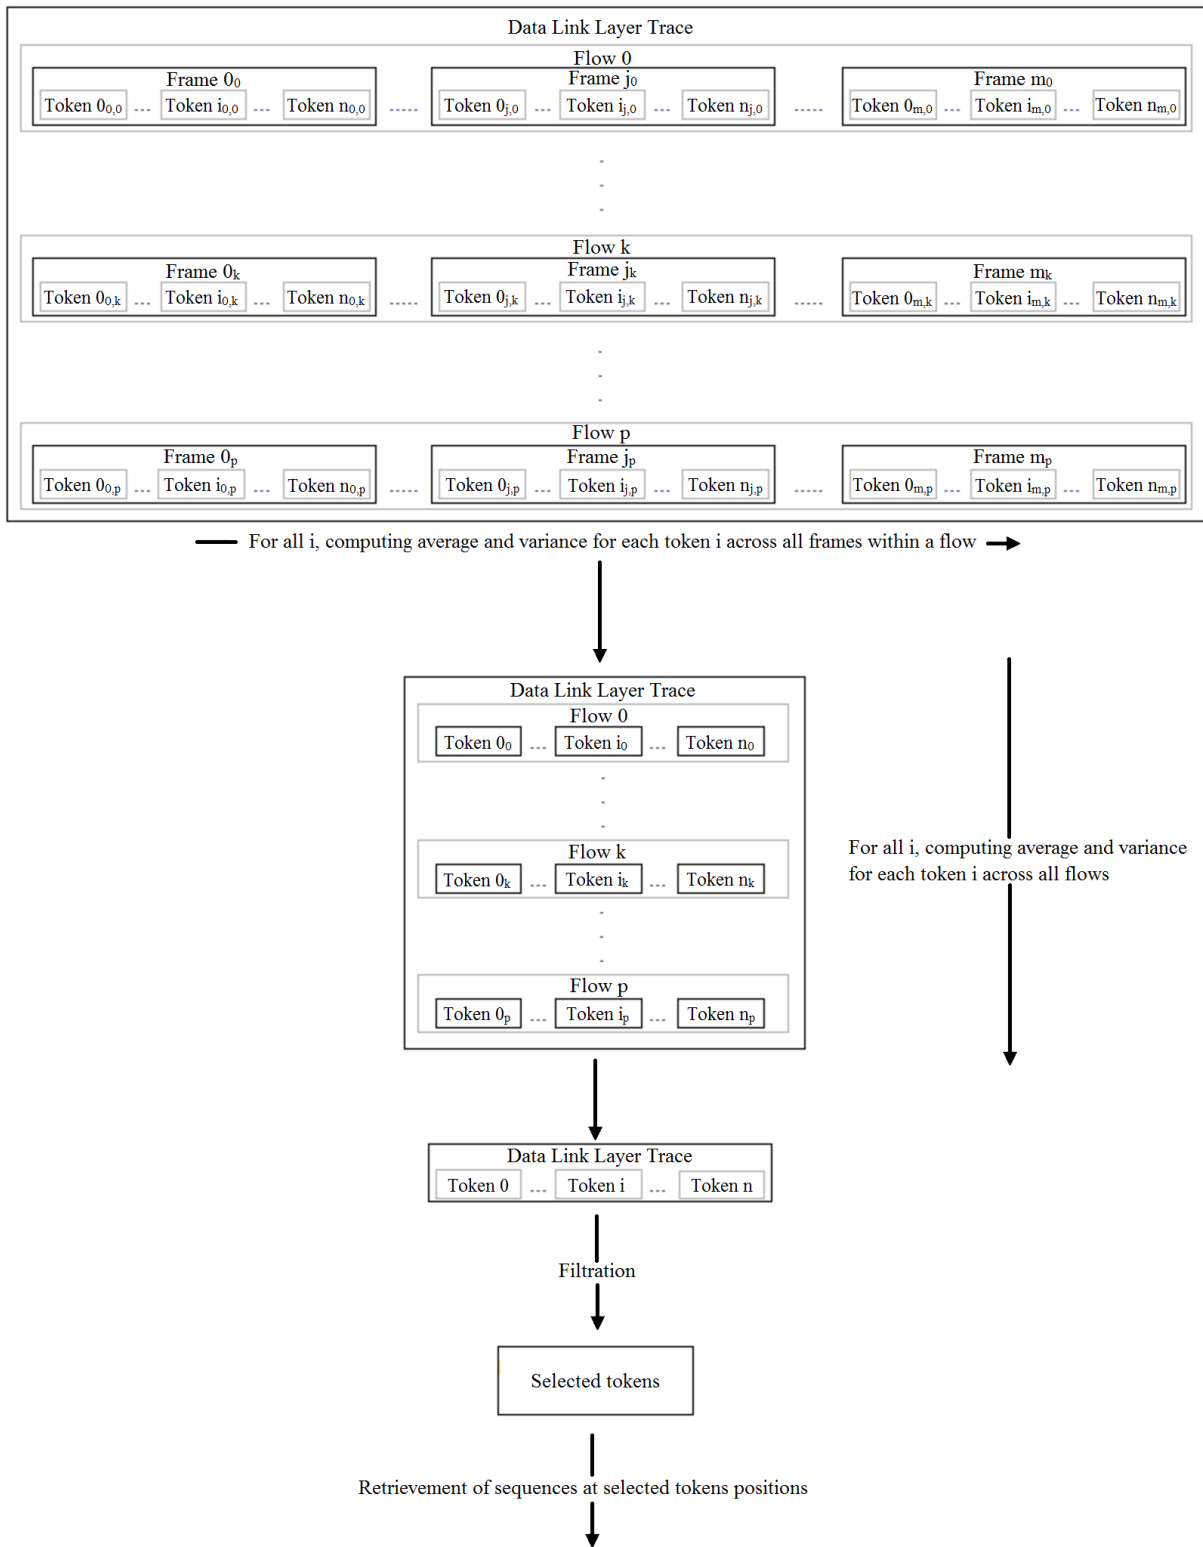 Data Link Layer Trace
Flow 0
Frame 0₀ Frame j₀ Frame m₀
Token 0₀,₀ ... Token i₀,₀ ... Token n₀,₀ ..... Token 0j,₀ ... Token ij,₀ ... Token nj,₀ ..... Token 0m,₀ ... Token im,₀ ... Token nm,₀
Flow k
Frame 0k Frame jk Frame mk
Token 0₀,k ... Token i₀,k ... Token n₀,k ..... Token 0j,k ... Token ij,k ... Token nj,k ..... Token 0m,k ... Token im,k ... Token nm,k
Flow p
Frame 0p Frame jp Frame mp
Token 0₀,p ... Token i₀,p ... Token n₀,p ..... Token 0j,p ... Token ij,p ... Token nj,p ..... Token 0m,p ... Token im,p ... Token nm,p
For all i, computing average and variance for each token i across all frames within a flow
Data Link Layer Trace
Flow 0
Token 0₀ ... Token i₀ ... Token n₀
Flow k
Token 0k ... Token ik ... Token nk
Flow p
Token 0p ... Token ip ... Token np
For all i, computing average and variance
for each token i across all flows
Data Link Layer Trace
Token 0 ... Token i ... Token n
Filtration
Selected tokens
Retrievement of sequences at selected tokens positions